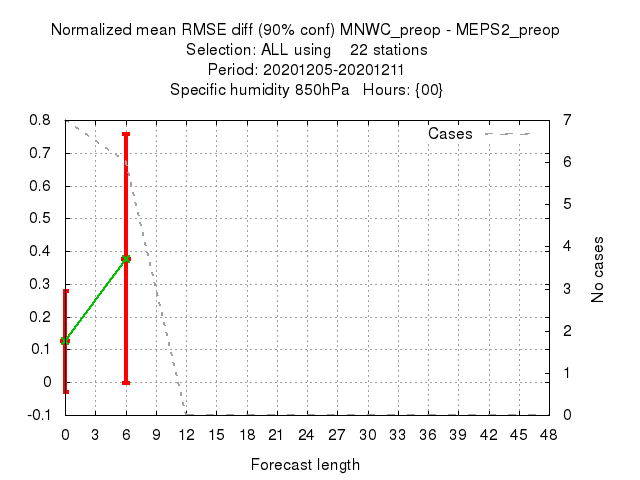 Normalized mean RMSE diff (90% conf) MNWC_preop - MEPS2_preop
Selection: ALL using 22 stations
Period: 20201205-20201211
Specific humidity 850hPa Hours: {00}
Cases
0.8
0.7
0.6
0.5
0.4
0.3
0.2
0.1
0
-0.1
7
6
5
4
3
2
1
0
No cases
0 3 6 9 12 15 18 21 24 27 30 33 36 39 42 45 48
Forecast length